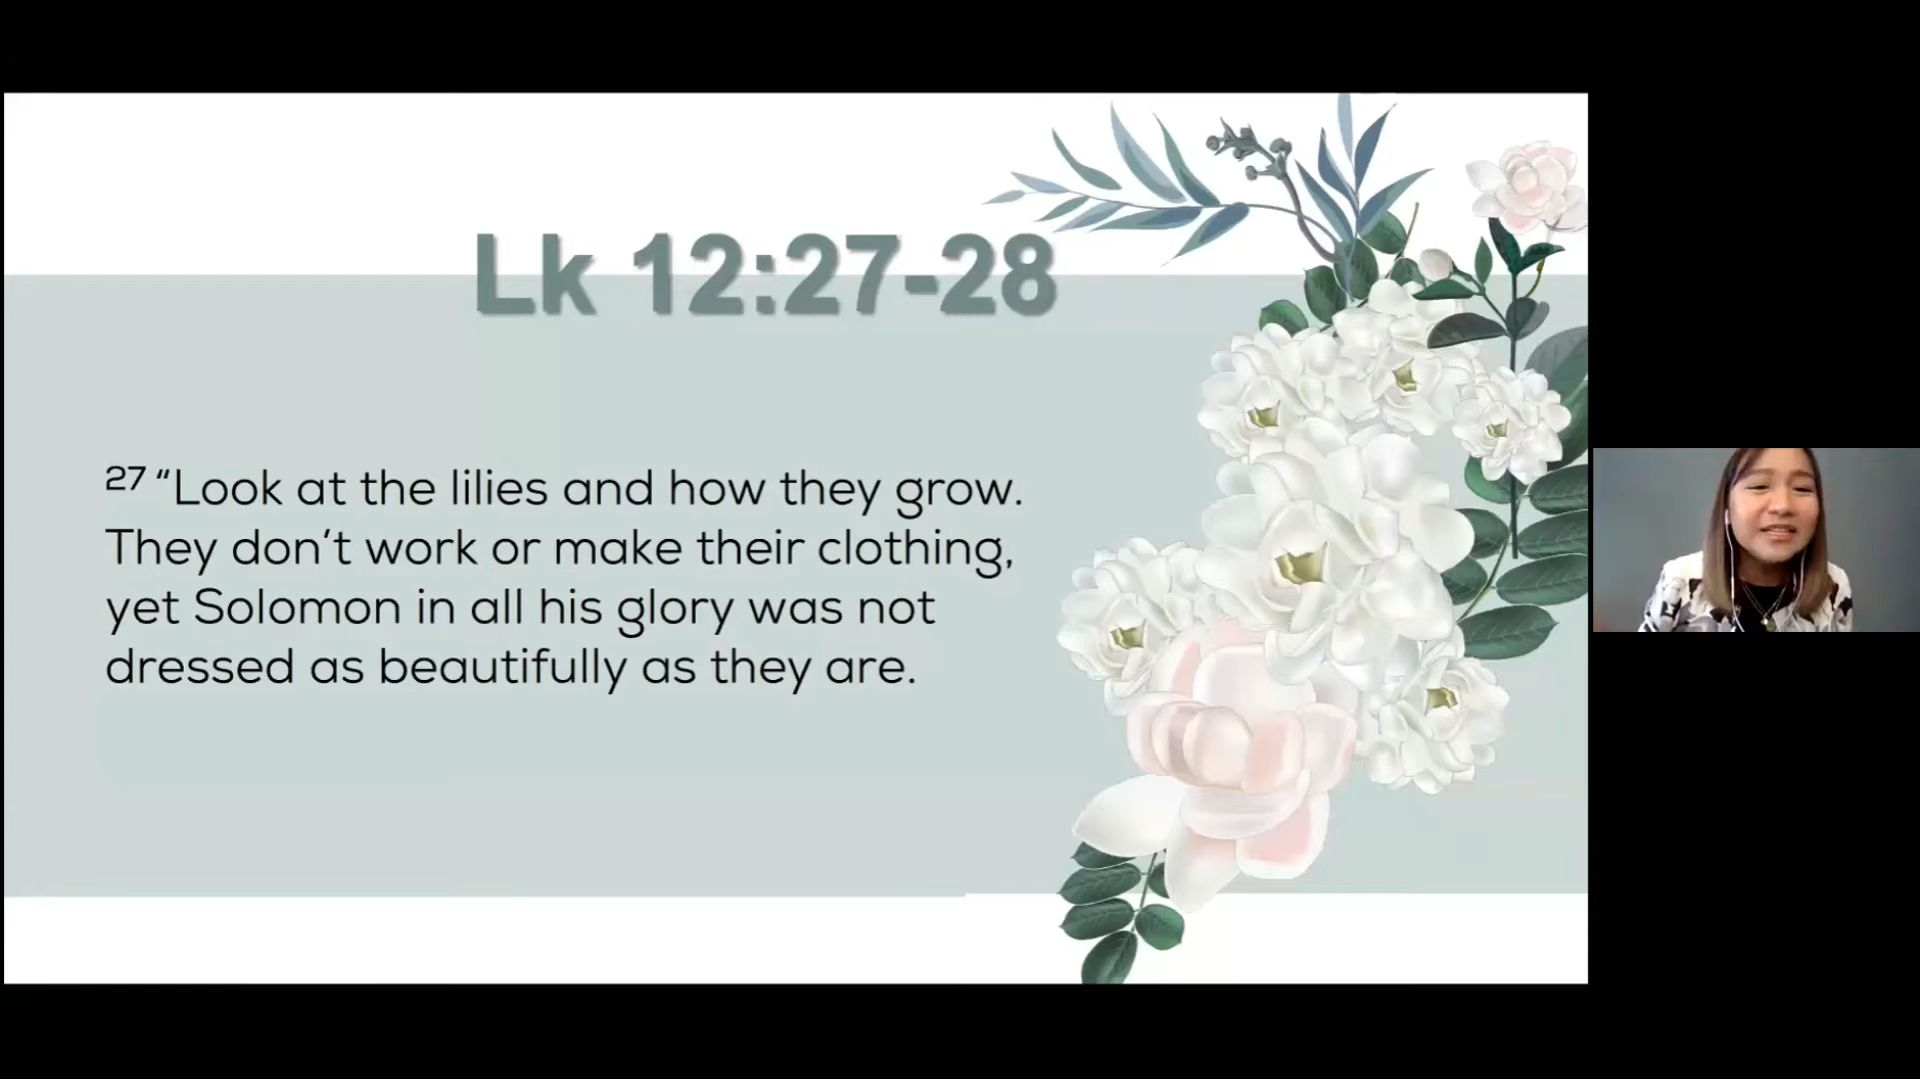 Lk 12:27-28
27 “Look at the lilies and how they grow.
They don’t work or make their clothing,
yet Solomon in all his glory was not
dressed as beautifully as they are.